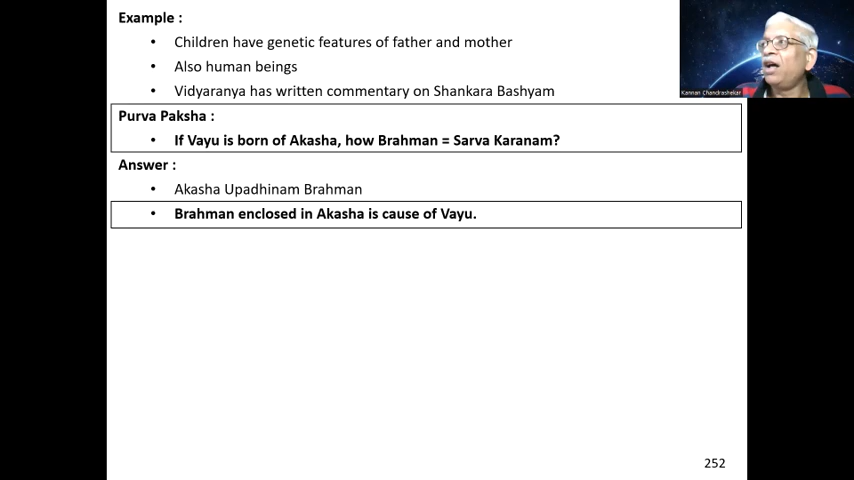 Example :
• Children have genetic features of father and mother
• Also human beings
• Vidyaranya has written commentary on Shankara Bashyam
Kannan Chandrashekar
Purva Paksha :
• If Vayu is born of Akasha, how Brahman = Sarva Karanam?
Answer :
• Akasha Upadhinam Brahman
• Brahman enclosed in Akasha is cause of Vayu.
252